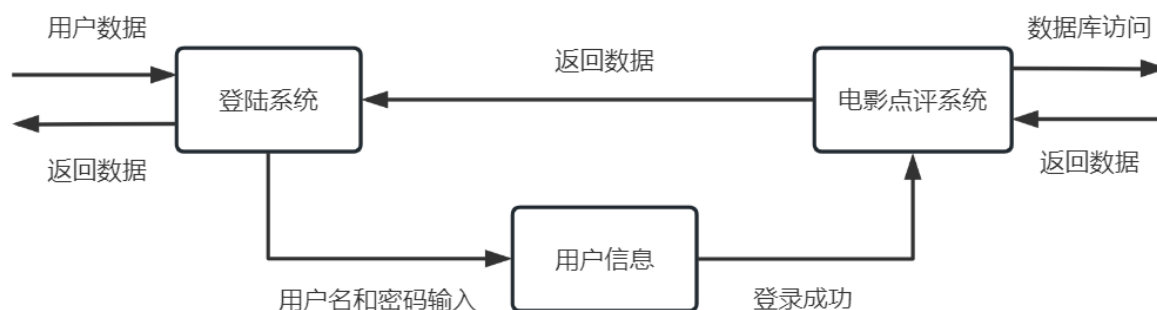 用户数据
数据库访问
返回数据
登陆系统
电影点评系统
返回数据
返回数据
用户信息
用户名和密码输入
登录成功